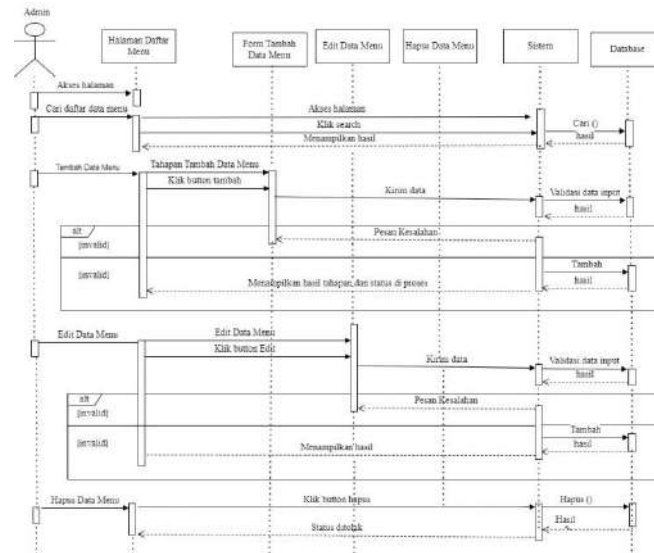 Admin
Halaman Daftar
Menu
Form Tambah
Data Menu
Edit Data Menu
Hapus Data Menu
Sistem
Database
Akses halaman
Cari daftar data menu
Akses halaman
Klik search
Menampilkan hasil
Cari ()
hasil
Tambah Data Menu
Tahapan Tambah Data Menu
Klik button tambah
Kirim data
Validasi data input
hasil
alt
[invalid]
Pesan Kesalahan
[invalid]
Tambah
hasil
Menampilkan hasil tahapan dan status di proses
Edit Data Menu
Edit Data Menu
Klik button Edit
Kirim data
Validasi data input
hasil
alt
[invalid]
Pesan Kesalahan
[invalid]
Tambah
hasil
Menampilkan hasil
Hapus Data Menu
Klik button hapus
Hapus ()
Hasil
Status ditolak